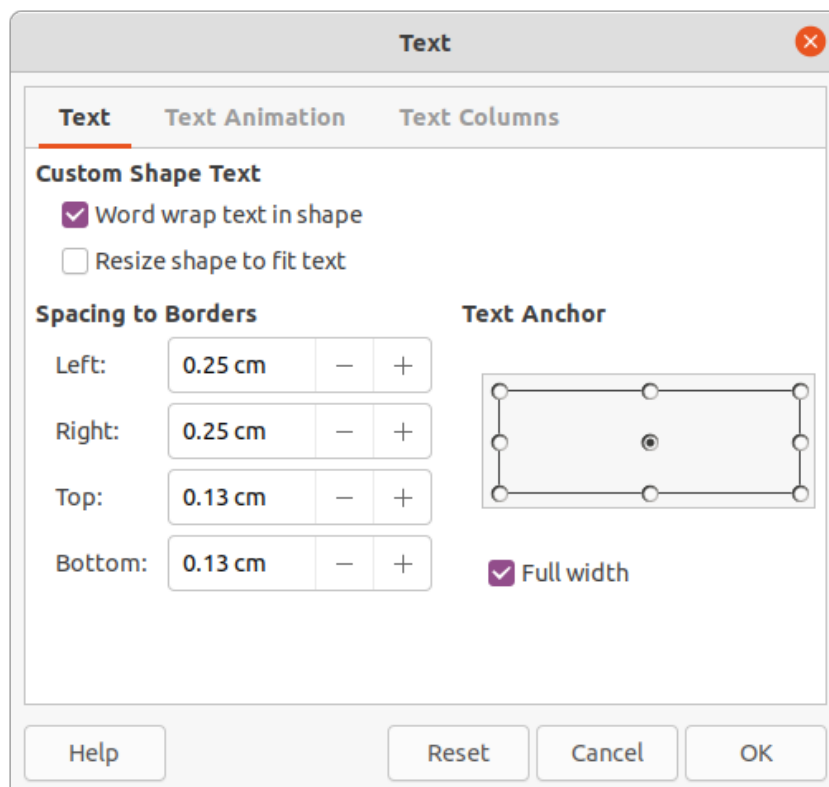 Text
Text Text Animation Text Columns
Custom Shape Text
Word wrap text in shape
Resize shape to fit text
Spacing to Borders Text Anchor
Left: 0.25 cm
Right: 0.25 cm
Top: 0.13 cm
Bottom: 0.13 cm
Full width
Help Reset Cancel OK